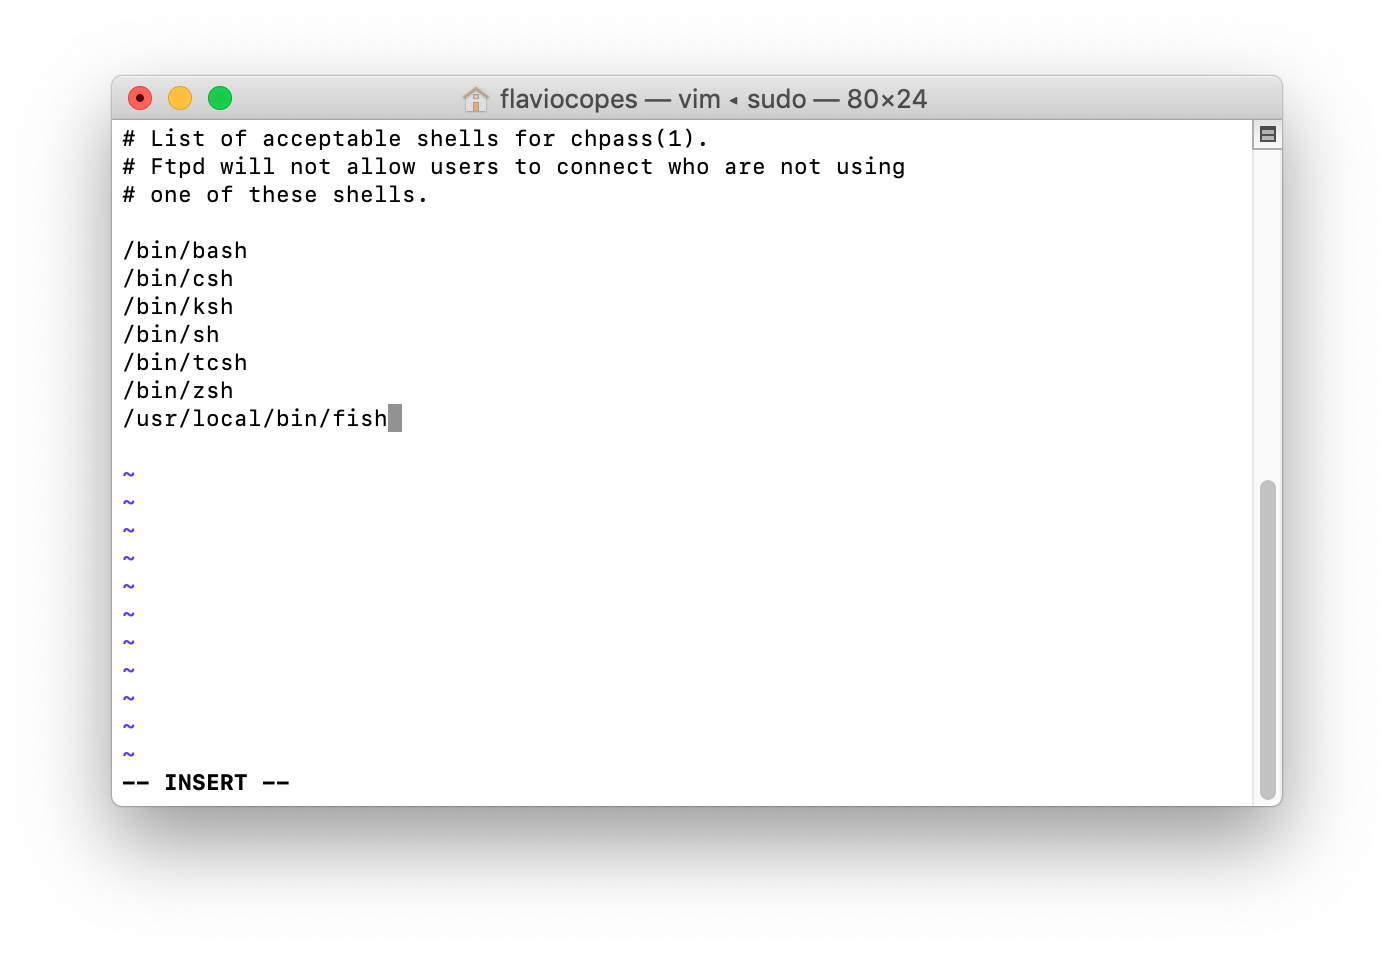 flaviocopes — vim ◂ sudo — 80×24
# List of acceptable shells for chpass(1).
# Ftpd will not allow users to connect who are not using
# one of these shells.
/bin/bash
/bin/csh
/bin/ksh
/bin/sh
/bin/tcsh
/bin/zsh
/usr/local/bin/fish
~
~
~
~
~
~
~
~
~
~
~
-- INSERT --